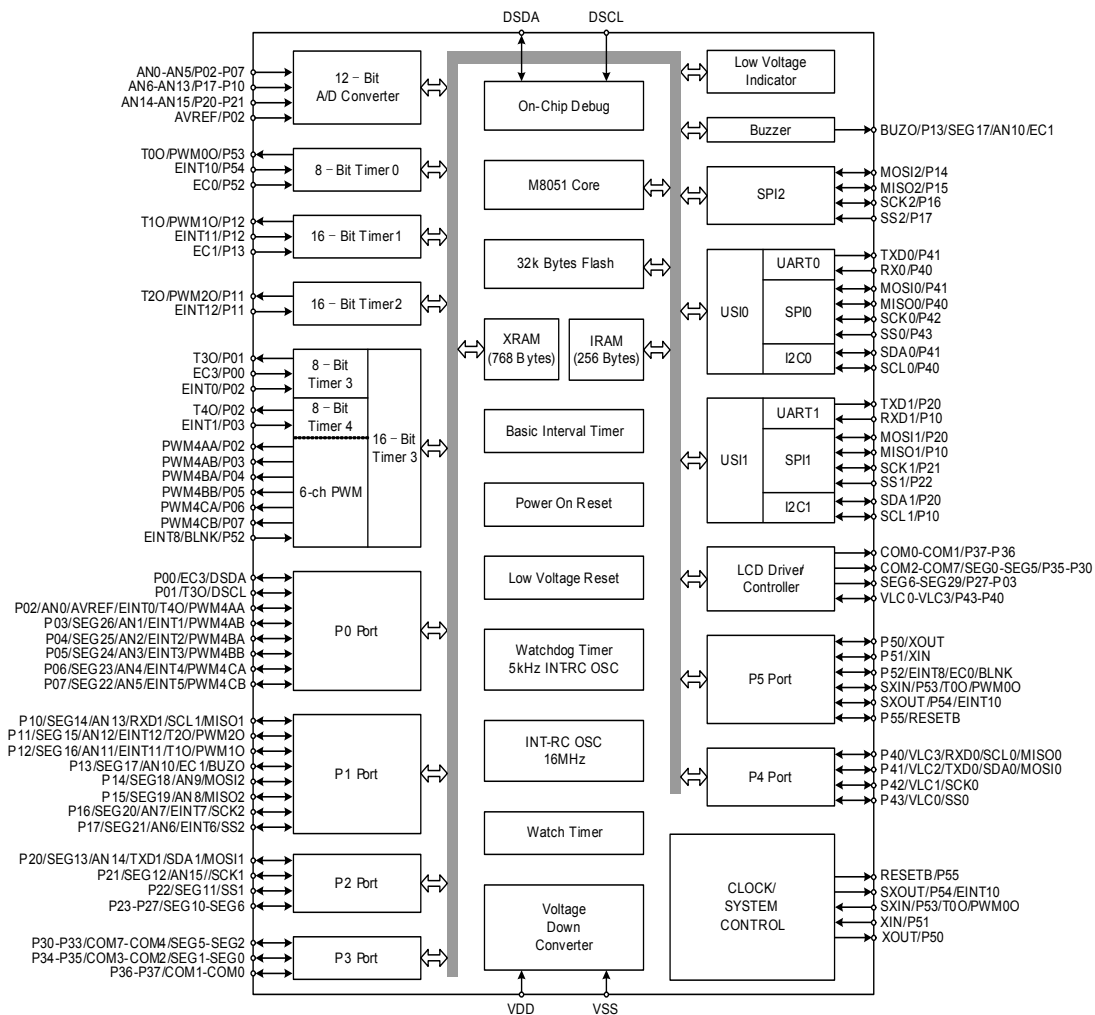 DSDA
DSCL
AN0-AN5/P02-P07
AN6-AN13/P17-P10
AN14-AN15/P20-P21
AVREF/P02
12–Bit
A/D Converter
T0O/PWM0O/P53
EINT10/P54
EC0/P52
8–Bit Timer 0
T1O/PWM1O/P12
EINT11/P12
EC1/P13
16–Bit Timer1
T2O/PWM2O/P11
EINT12/P11
16–Bit Timer2
T3O/P01
EC3/P00
EINT0/P02
8–Bit
Timer 3
T4O/P02
EINT1/P03
8–Bit
Timer 4
PWM4AA/P02
PWM4AB/P03
PWM4BA/P04
PWM4BB/P05
PWM4CA/P06
PWM4CB/P07
EINT8/BLNK/P52
6-ch PWM
16–Bit
Timer 3
P00/EC3/DSDA
P01/T3O/DSCL
P02/AN0/AVREF/EINT0/T4O/PWM4AA
P03/SEG26/AN1/EINT1/PWM4AB
P04/SEG25/AN2/EINT2/PWM4BA
P05/SEG24/AN3/EINT3/PWM4BB
P06/SEG23/AN4/EINT4/PWM4CA
P07/SEG22/AN5/EINT5/PWM4CB
P0 Port
P10/SEG14/AN13/RXD1/SCL1/MISO1
P11/SEG15/AN12/EINT12/T2O/PWM2O
P12/SEG16/AN11/EINT11/T1O/PWM1O
P13/SEG17/AN10/EC1/BUZO
P14/SEG18/AN9/MOSI2
P15/SEG19/AN8/MISO2
P16/SEG20/AN7/EINT7/SCK2
P17/SEG21/AN6/EINT6/SS2
P1 Port
P20/SEG13/AN14/TXD1/SDA1/MOSI1
P21/SEG12/AN15//SCK1
P22/SEG11/SS1
P23-P27/SEG10-SEG6
P2 Port
P30-P33/COM7-COM4/SEG5-SEG2
P34-P35/COM3-COM2/SEG1-SEG0
P36-P37/COM1-COM0
P3 Port
On-Chip Debug
M8051 Core
32k Bytes Flash
XRAM
(768 Bytes)
IRAM
(256 Bytes)
Basic Interval Timer
Power On Reset
Low Voltage Reset
Watchdog Timer
5kHz INT-RC OSC
INT-RC OSC
16MHz
Watch Timer
Voltage
Down
Converter
VDD
VSS
Low Voltage
Indicator
Buzzer
BUZO/P13/SEG17/AN10/EC1
SPI2
MOSI2/P14
MISO2/P15
SCK2/P16
SS2/P17
USI0
UART0
SPI0
I2C0
TXD0/P41
RX0/P40
MOSI0/P41
MISO0/P40
SCK0/P42
SS0/P43
SDA0/P41
SCL0/P40
USI1
UART1
SPI1
I2C1
TXD1/P20
RXD1/P10
MOSI1/P20
MISO1/P10
SCK1/P21
SS1/P22
SDA1/P20
SCL1/P10
LCD Driver/
Controller
COM0-COM1/P37-P36
COM2-COM7/SEG0-SEG5/P35-P30
SEG6-SEG29/P27-P03
VLC0-VLC3/P43-P40
P5 Port
P50/XOUT
P51/XIN
P52/EINT8/EC0/BLNK
SXIN/P53/T0O/PWM0O
SXOUT/P54/EINT10
P55/RESETB
P4 Port
P40/VLC3/RXD0/SCL0/MISO0
P41/VLC2/TXD0/SDA0/MOSI0
P42/VLC1/SCK0
P43/VLC0/SS0
CLOCK/
SYSTEM
CONTROL
RESETB/P55
SXOUT/P54/EINT10
SXIN/P53/T0O/PWM0O
XIN/P51
XOUT/P50